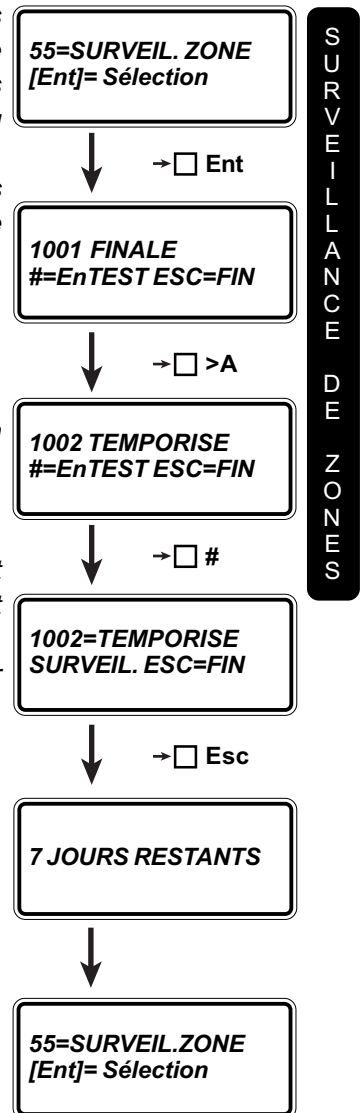 55=SURVEIL. ZONE
[Ent]= Sélection
→□ Ent
1001 FINALE
#=EnTEST ESC=FIN
→□ >A
1002 TEMPORISE
#=EnTEST ESC=FIN
→□ #
1002=TEMPORISE
SURVEIL. ESC=FIN
→□ Esc
7 JOURS RESTANTS
55=SURVEIL.ZONE
[Ent]= Sélection
SURVEILLANCE DE ZONES